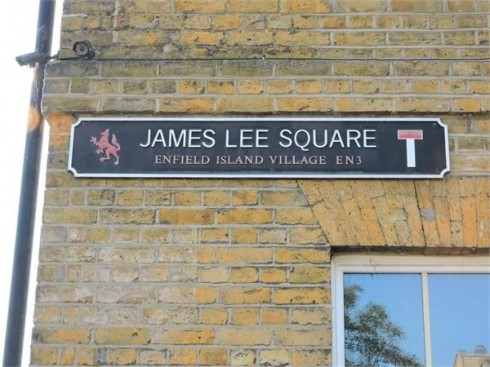 JAMES LEE SQUARE
ENFIELD ISLAND VILLAGE EN3